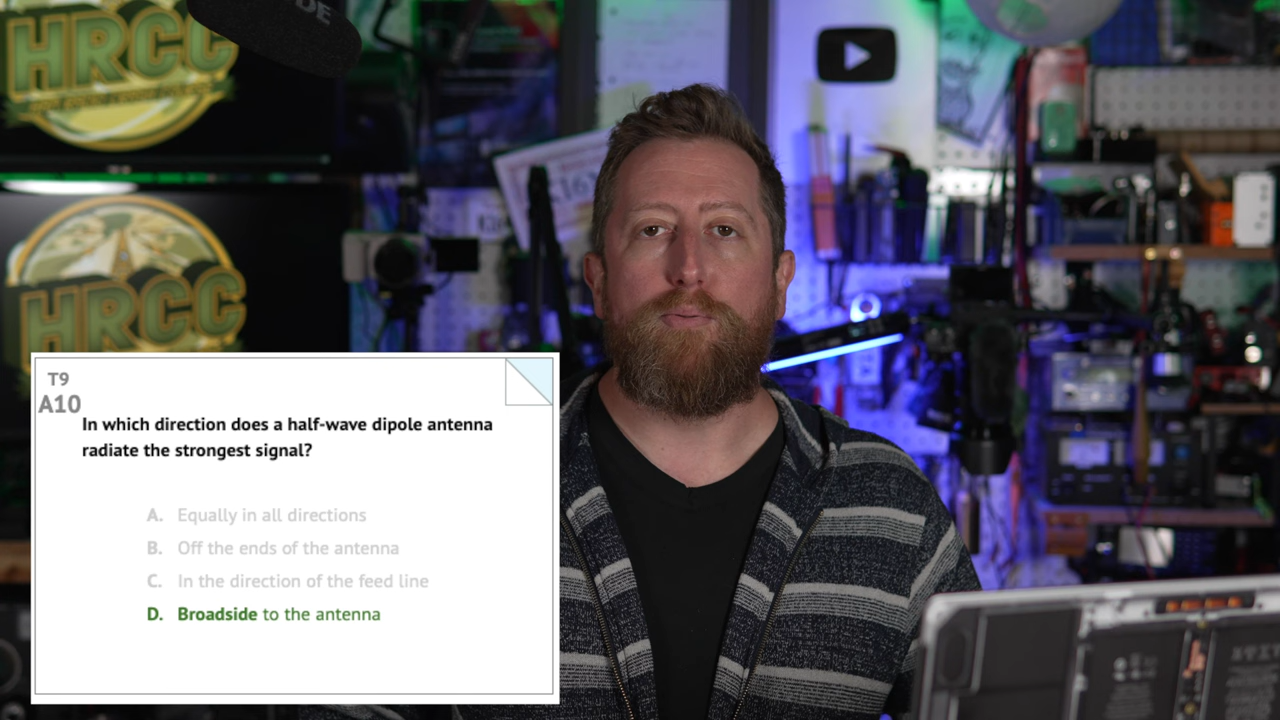 DE
HRCC
HRCC
T9
A10
In which direction does a half-wave dipole antenna
radiate the strongest signal?
A. Equally in all directions
B. Off the ends of the antenna
C. In the direction of the feed line
D. Broadside to the antenna